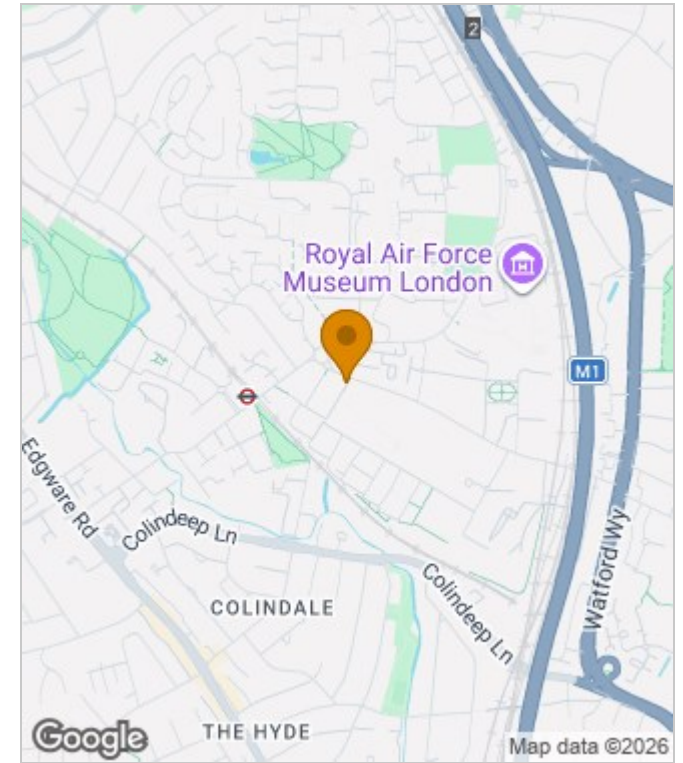 2
Royal Air Force
Museum London
M1
Edgware Rd
Colindeep Ln
Watford Wy
Colindeep Ln
COLINDALE
THE HYDE
Google
Map data ©2026